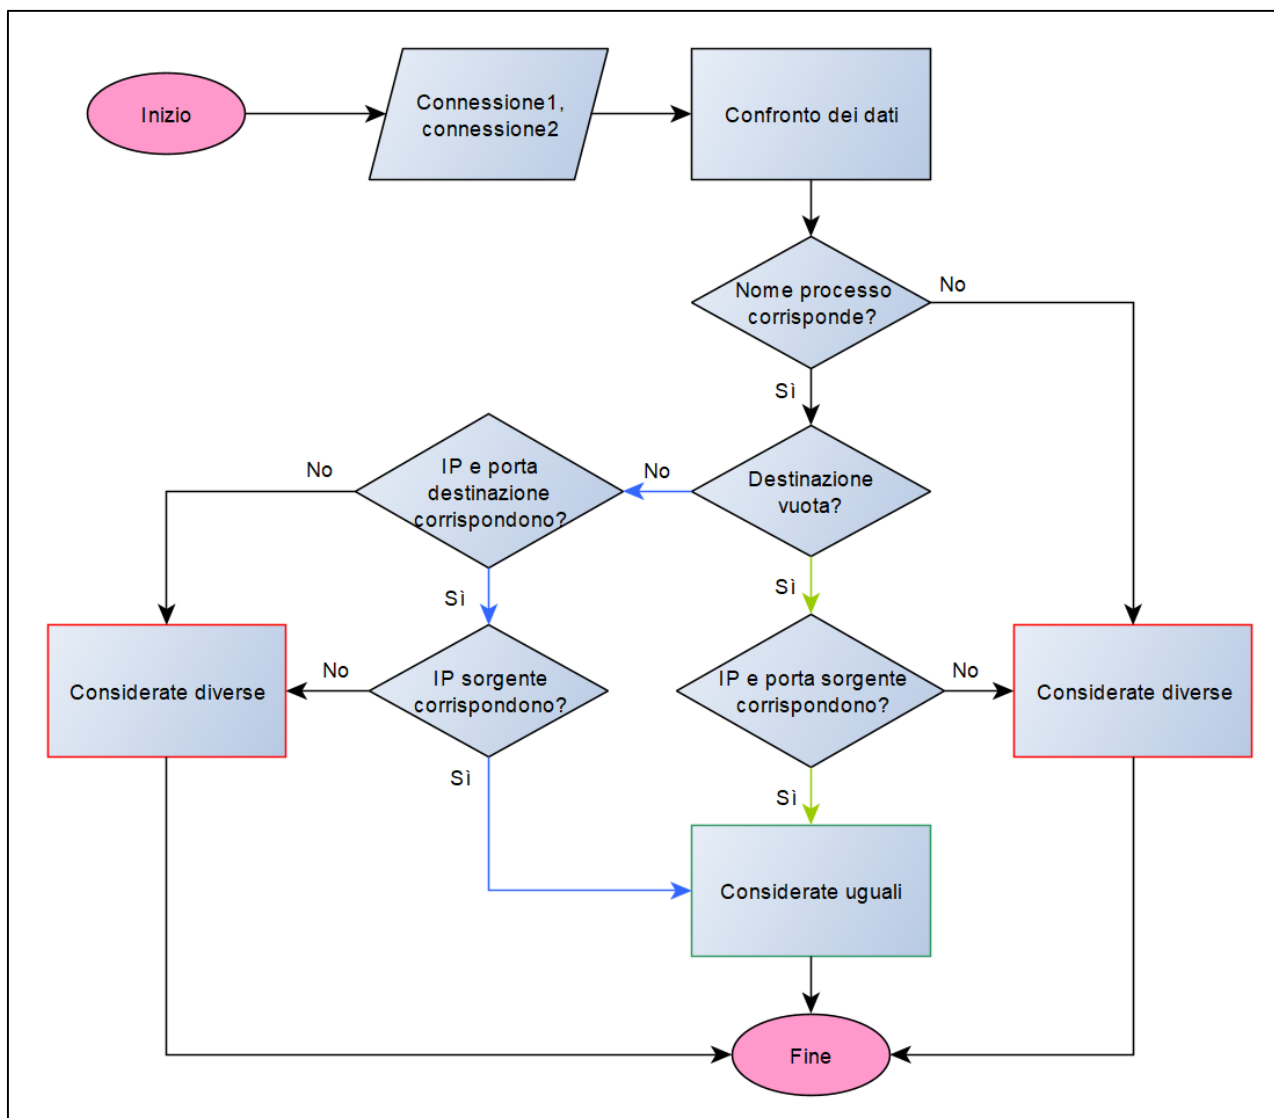 Inizio
Connessione1,
connessione2
Confronto dei dati
Nome processo
corrisponde?
No
Sì
Destinazione
vuota?
No
IP e porta
destinazione
corrispondono?
No
Sì
Sì
IP sorgente
corrispondono?
No
Sì
Considerate diverse
IP e porta sorgente
corrispondono?
No
Sì
Considerate diverse
Considerate uguali
Fine